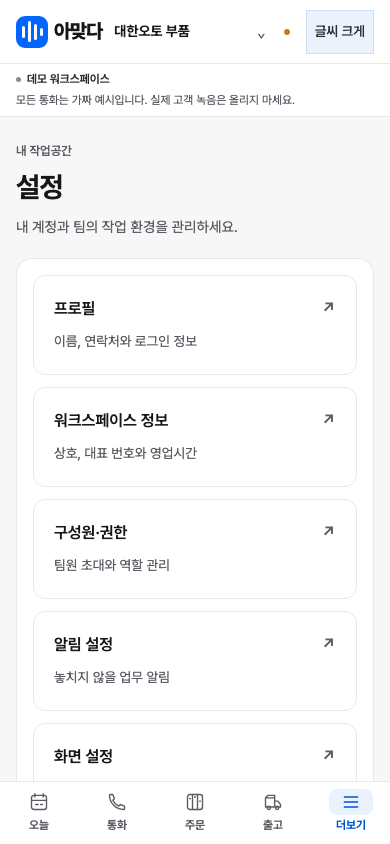 아맞다 대한오토 부품 글씨 크게
데모 워크스페이스
모든 통화는 가짜 예시입니다. 실제 고객 녹음은 올리지 마세요.
내 작업공간
설정
내 계정과 팀의 작업 환경을 관리하세요.
프로필
이름, 연락처와 로그인 정보
워크스페이스 정보
상호, 대표 번호와 영업시간
구성원·권한
팀원 초대와 역할 관리
알림 설정
놓치지 않을 업무 알림
화면 설정
오늘 통화 주문 출고 더보기